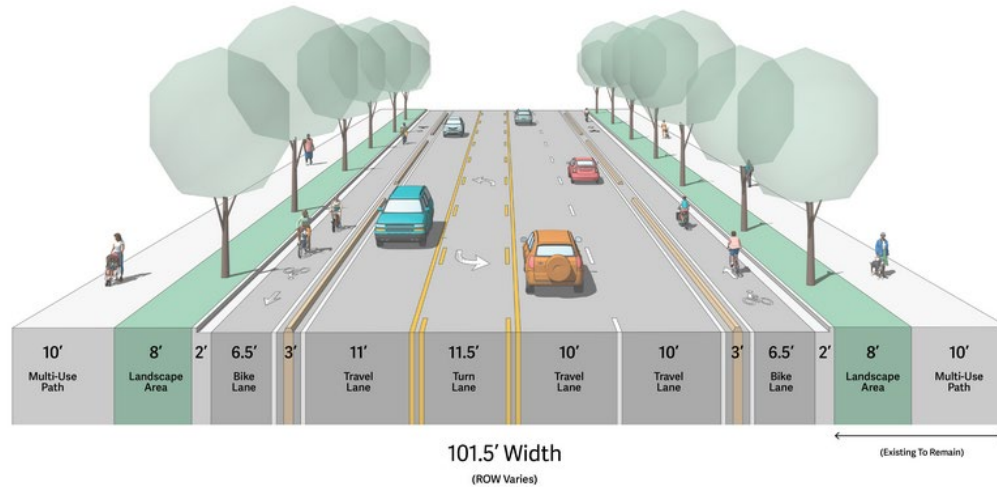 10′
Multi-Use
Path
8′
Landscape
Area
2′
6.5′
Bike
Lane
3′
11′
Travel
Lane
11.5′
Turn
Lane
10′
Travel
Lane
10′
Travel
Lane
3′
6.5′
Bike
Lane
2′
8′
Landscape
Area
10′
Multi-Use
Path
101.5′ Width
(ROW Varies)
(Existing To Remain)